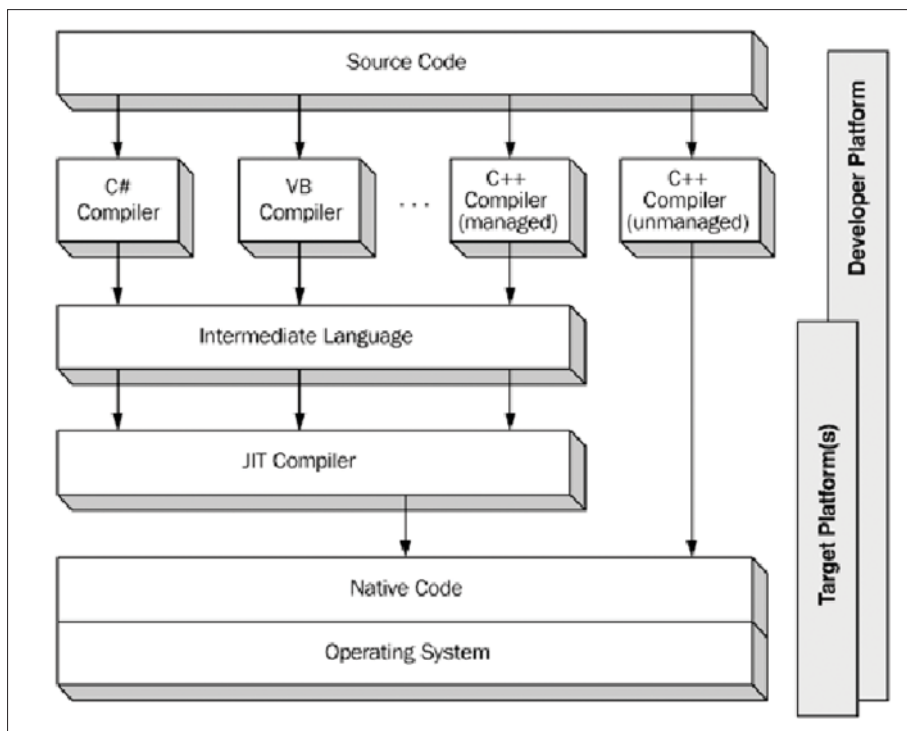 Source Code
C#
Compiler
VB
Compiler
. . .
C++
Compiler
(managed)
C++
Compiler
(unmanaged)
Intermediate Language
JIT Compiler
Native Code
Operating System
Developer Platform
Target Platform(s)